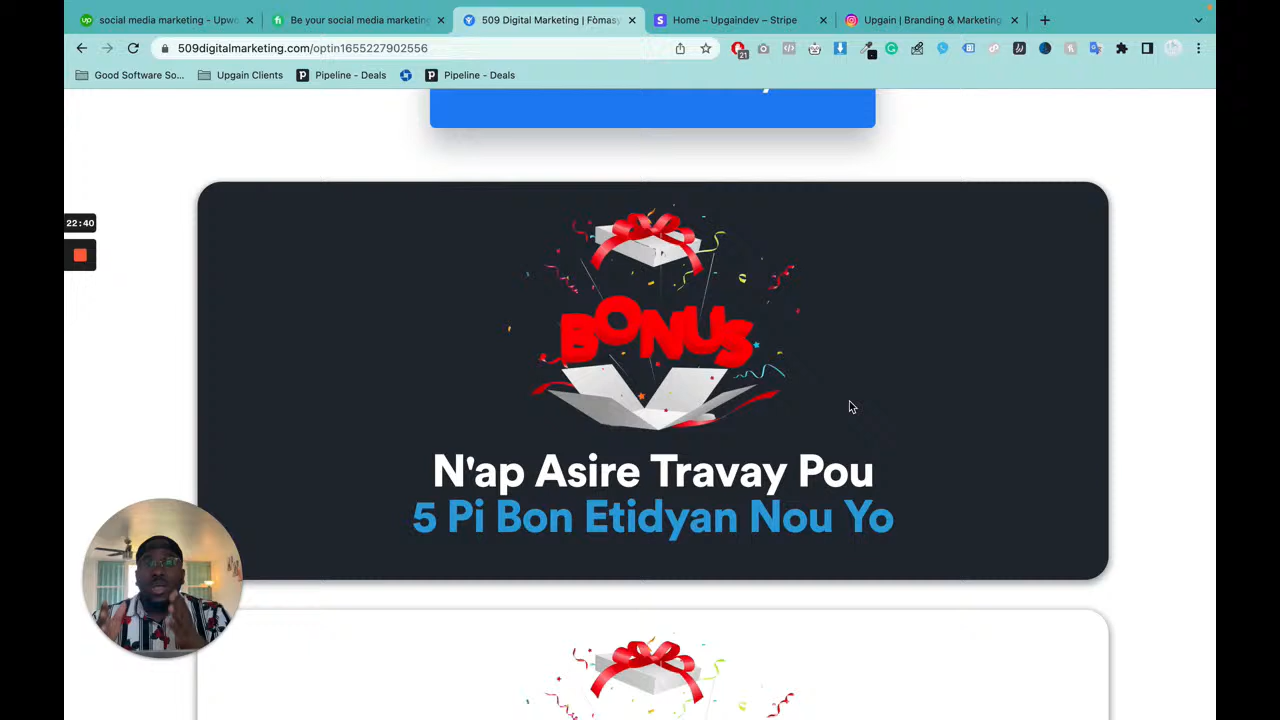 social media marketing - Upwo
Be your social media marketing
509 Digital Marketing | Fòmasy
Home – Upgaindev – Stripe
Upgain | Branding & Marketing
509digitalmarketing.com/optin1655227902556
21
Good Software So...
Upgain Clients
Pipeline - Deals
Pipeline - Deals
22:40
BONUS
N'ap Asire Travay Pou
5 Pi Bon Etidyan Nou Yo